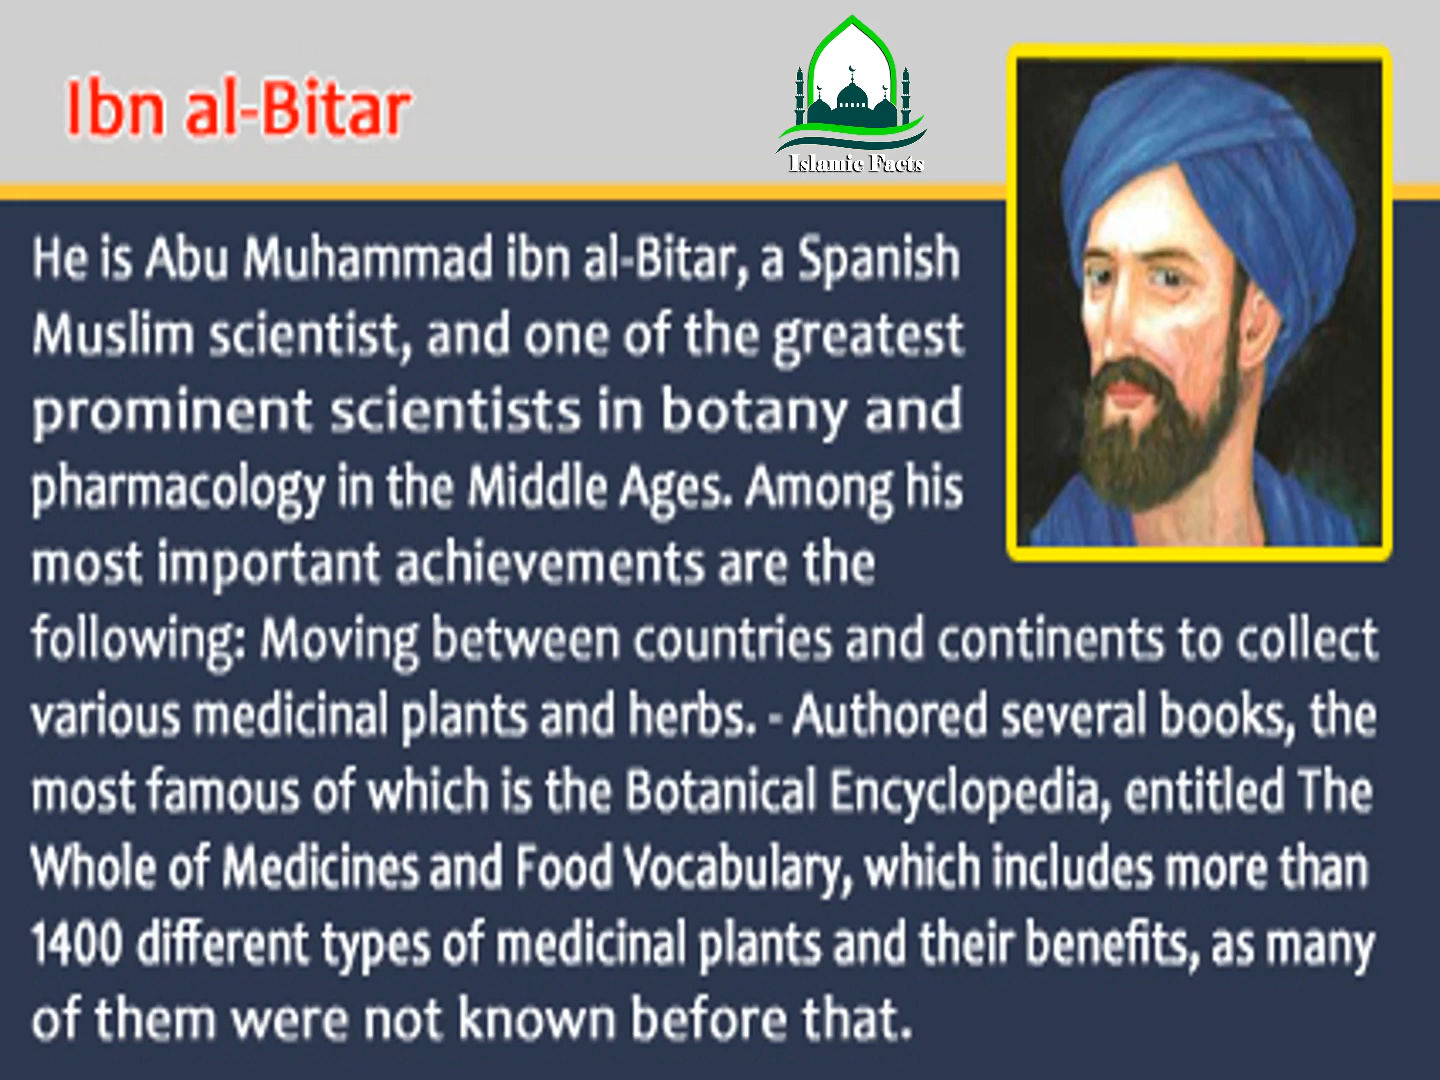 Ibn al-Bitar
Islamic Facts
He is Abu Muhammad ibn al-Bitar, a Spanish
Muslim scientist, and one of the greatest
prominent scientists in botany and
pharmacology in the Middle Ages. Among his
most important achievements are the
following: Moving between countries and continents to collect
various medicinal plants and herbs. - Authored several books, the
most famous of which is the Botanical Encyclopedia, entitled The
Whole of Medicines and Food Vocabulary, which includes more than
1400 different types of medicinal plants and their benefits, as many
of them were not known before that.